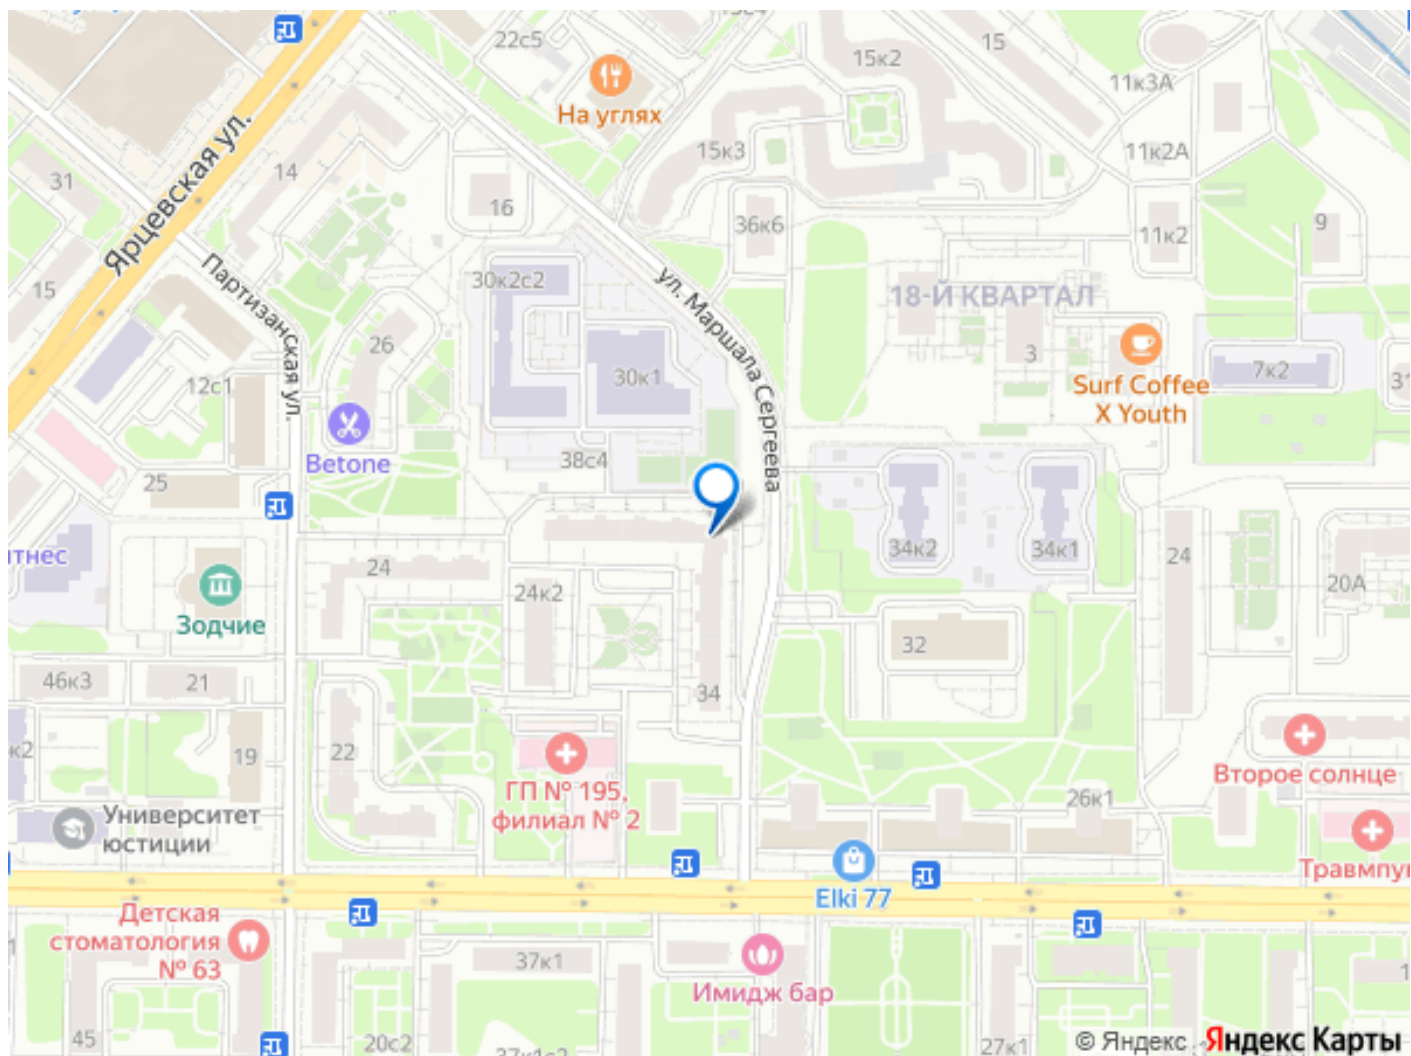 22с5
15
15к2
На углях
11к3А
Ярцевская ул.
15к3
11к2А
14
31
16
36к6
11к2
9
Партизанская ул.
30к2с2
ул. Маршала Сергеева
18-Й КВАРТАЛ
15
26
3
12с1
30к1
Surf Coffee
X Youth
7к2
Betone
38с4
25
34к2
34к1
24
24
24к2
20А
Зодчие
32
46к3
21
34
22
19
Второе солнце
ГП № 195,
филиал № 2
26к1
Университет
юстиции
Elki 77
Детская
стоматология
№ 63
37к1
Имидж бар
45
20с2
37к1с2
27к1
© Яндекс Яндекс Карты